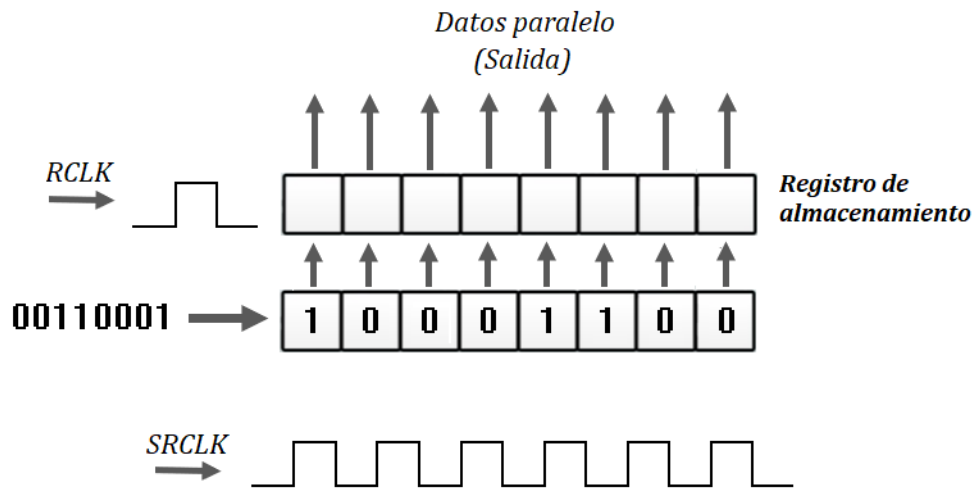 Datos paralelo
(Salida)
RCLK
Registro de
almacenamiento
00110001
1 0 0 0 1 1 0 0
SRCLK